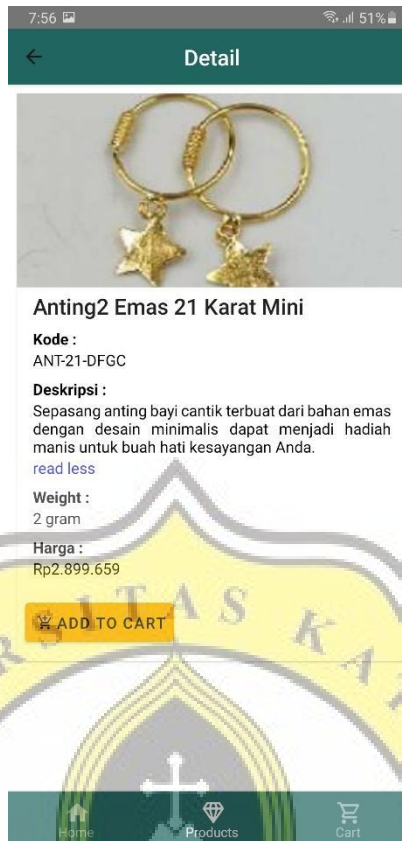 7:56
51%
Detail
Anting2 Emas 21 Karat Mini
Kode :
ANT-21-DFGC
Deskripsi :
Sepasang anting bayi cantik terbuat dari bahan emas
dengan desain minimalis dapat menjadi hadiah
manis untuk buah hati kesayangan Anda.
read less
Weight :
2 gram
Harga :
Rp2.899.659
ADD TO CART
SITAS KA
Home
Products
Cart